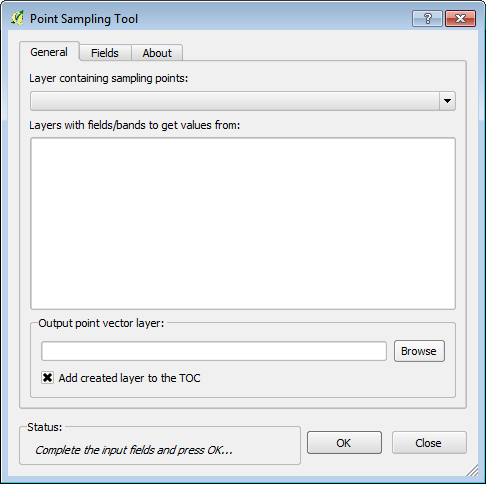 Point Sampling Tool
?
General Fields About
Layer containing sampling points:
Layers with fields/bands to get values from:
Output point vector layer:
Browse
Add created layer to the TOC
Status:
Complete the input fields and press OK...
OK
Close